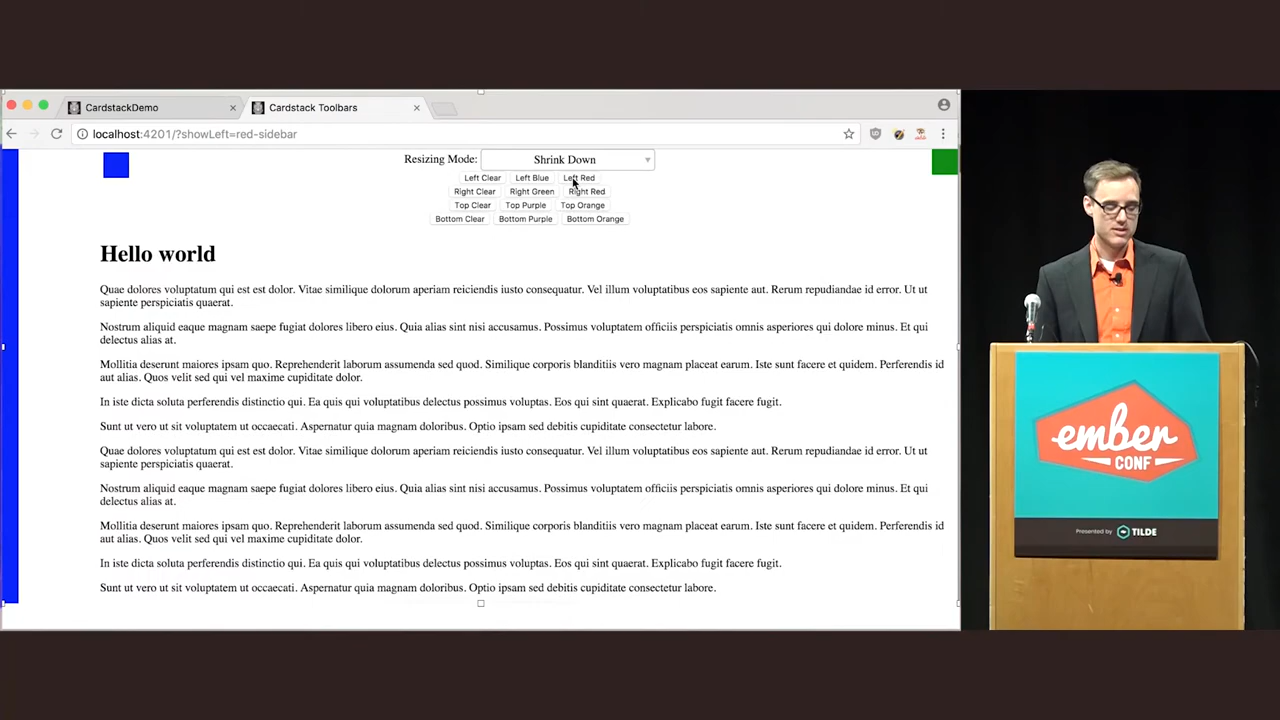 CardstackDemo
Cardstack Toolbars
localhost:4201/?showLeft=red-sidebar
Resizing Mode: Shrink Down
Left Clear Left Blue Left Red
Right Clear Right Green Right Red
Top Clear Top Purple Top Orange
Bottom Clear Bottom Purple Bottom Orange
Hello world
Quae dolores voluptatum qui est est dolor. Vitae similique dolorum aperiam reiciendis iusto consequatur. Vel illum voluptatibus eos sapiente aut. Rerum repudiandae id error. Ut ut
sapiente perspiciatis quaerat.
Nostrum aliquid eaque magnam saepe fugiat dolores libero eius. Quia alias sint nisi accusamus. Possimus voluptatem officiis perspiciatis omnis asperiores qui dolore minus. Et qui
delectus alias at.
Mollitia deserunt maiores ipsam quo. Reprehenderit laborum assumenda sed quod. Similique corporis blanditiis vero magnam placeat earum. Iste sunt facere et quidem. Perferendis id
aut alias. Quos velit sed qui vel maxime cupiditate dolor.
In iste dicta soluta perferendis distinctio qui. Ea quis qui voluptatibus delectus possimus voluptas. Eos qui sint quaerat. Explicabo fugit facere fugit.
Sunt ut vero ut sit voluptatem ut occaecati. Aspernatur quia magnam doloribus. Optio ipsam sed debitis cupiditate consectetur labore.
Quae dolores voluptatum qui est est dolor. Vitae similique dolorum aperiam reiciendis iusto consequatur. Vel illum voluptatibus eos sapiente aut. Rerum repudiandae id error. Ut ut
sapiente perspiciatis quaerat.
Nostrum aliquid eaque magnam saepe fugiat dolores libero eius. Quia alias sint nisi accusamus. Possimus voluptatem officiis perspiciatis omnis asperiores qui dolore minus. Et qui
delectus alias at.
Mollitia deserunt maiores ipsam quo. Reprehenderit laborum assumenda sed quod. Similique corporis blanditiis vero magnam placeat earum. Iste sunt facere et quidem. Perferendis id
aut alias. Quos velit sed qui vel maxime cupiditate dolor.
In iste dicta soluta perferendis distinctio qui. Ea quis qui voluptatibus delectus possimus voluptas. Eos qui sint quaerat. Explicabo fugit facere fugit.
Sunt ut vero ut sit voluptatem ut occaecati. Aspernatur quia magnam doloribus. Optio ipsam sed debitis cupiditate consectetur labore.
ember
CONF
Presented by TILDE